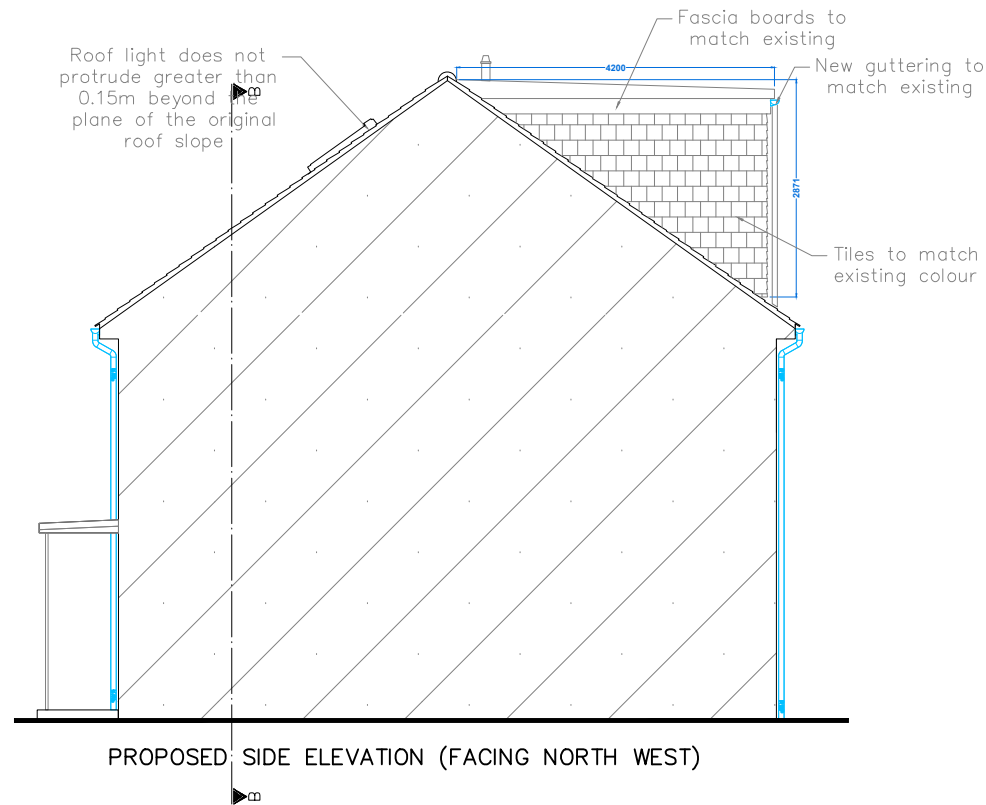 Fascia boards to
match existing
Roof light does not
protrude greater than
0.15m beyond the
plane of the original
roof slope
B
4200
New guttering to
match existing
2871
Tiles to match
existing colour
PROPOSED SIDE ELEVATION (FACING NORTH WEST)
B